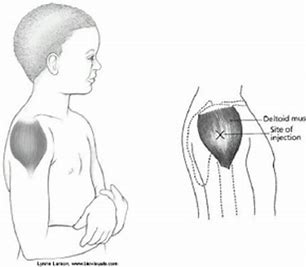 Deltoid mus
Site of
injection
Lynne Larson, www.biovisuals.com